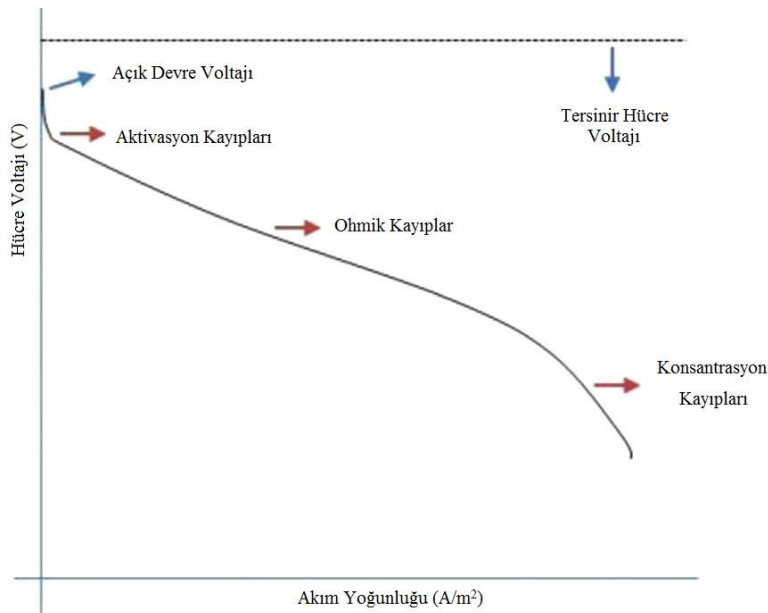 Açık Devre Voltajı
Tersinir Hücre
Voltajı
Aktivasyon Kayıpları
Hücre Voltajı (V)
Ohmik Kayıplar
Konsantrasyon
Kayıpları
Akım Yoğunluğu (A/m²)